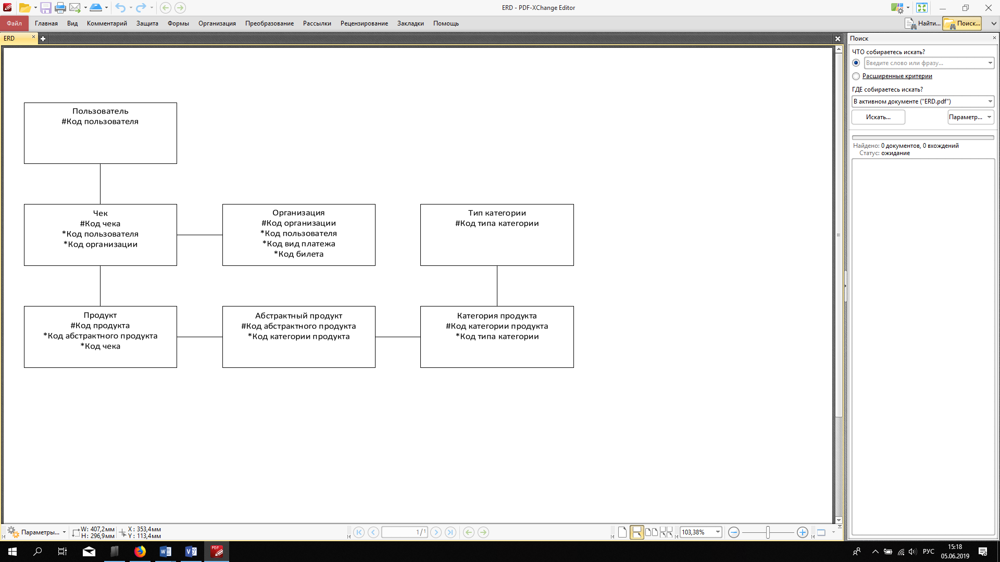 ERD - PDF-XChange Editor
Файл
Главная
Вид
Комментарий
Защита
Формы
Организация
Преобразование
Рассылки
Рецензирование
Закладки
Помощь
Найти...
Поиск...
ERD
Пользователь
#Код пользователя
Чек
#Код чека
*Код пользователя
*Код организации
Организация
#Код организации
*Код пользователя
*Код вид платежа
*Код билета
Тип категории
#Код типа категории
Продукт
#Код продукта
*Код абстрактного продукта
*Код чека
Абстрактный продукт
#Код абстрактного продукта
*Код категории продукта
Категория продукта
#Код категории продукта
*Код типа категории
Поиск
ЧТО собираетесь искать?
Введите слово или фразу...
Расширенные критерии
ГДЕ собираетесь искать?
В активном документе ("ERD.pdf")
Искать...
Параметр...
Найдено: 0 документов, 0 вхождений
Статус: ожидание
Параметры...
W: 407,2мм
H: 296,9мм
X : 353,4мм
Y : 113,4мм
1/1
103,38%
PDF
РУС
15:18
05.06.2019